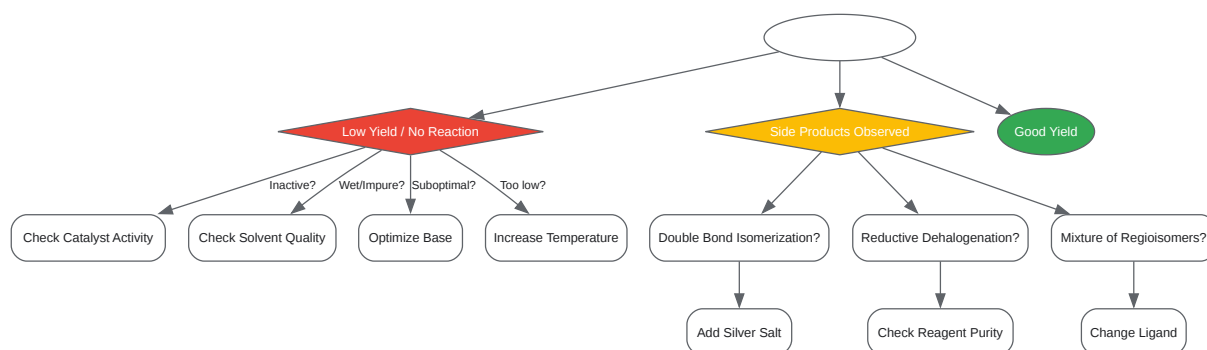 Low Yield / No Reaction
Side Products Observed
Good Yield
Inactive?
Wet/Impure?
Suboptimal?
Too low?
Check Catalyst Activity
Check Solvent Quality
Optimize Base
Increase Temperature
Double Bond Isomerization?
Reductive Dehalogenation?
Mixture of Regioisomers?
Add Silver Salt
Check Reagent Purity
Change Ligand